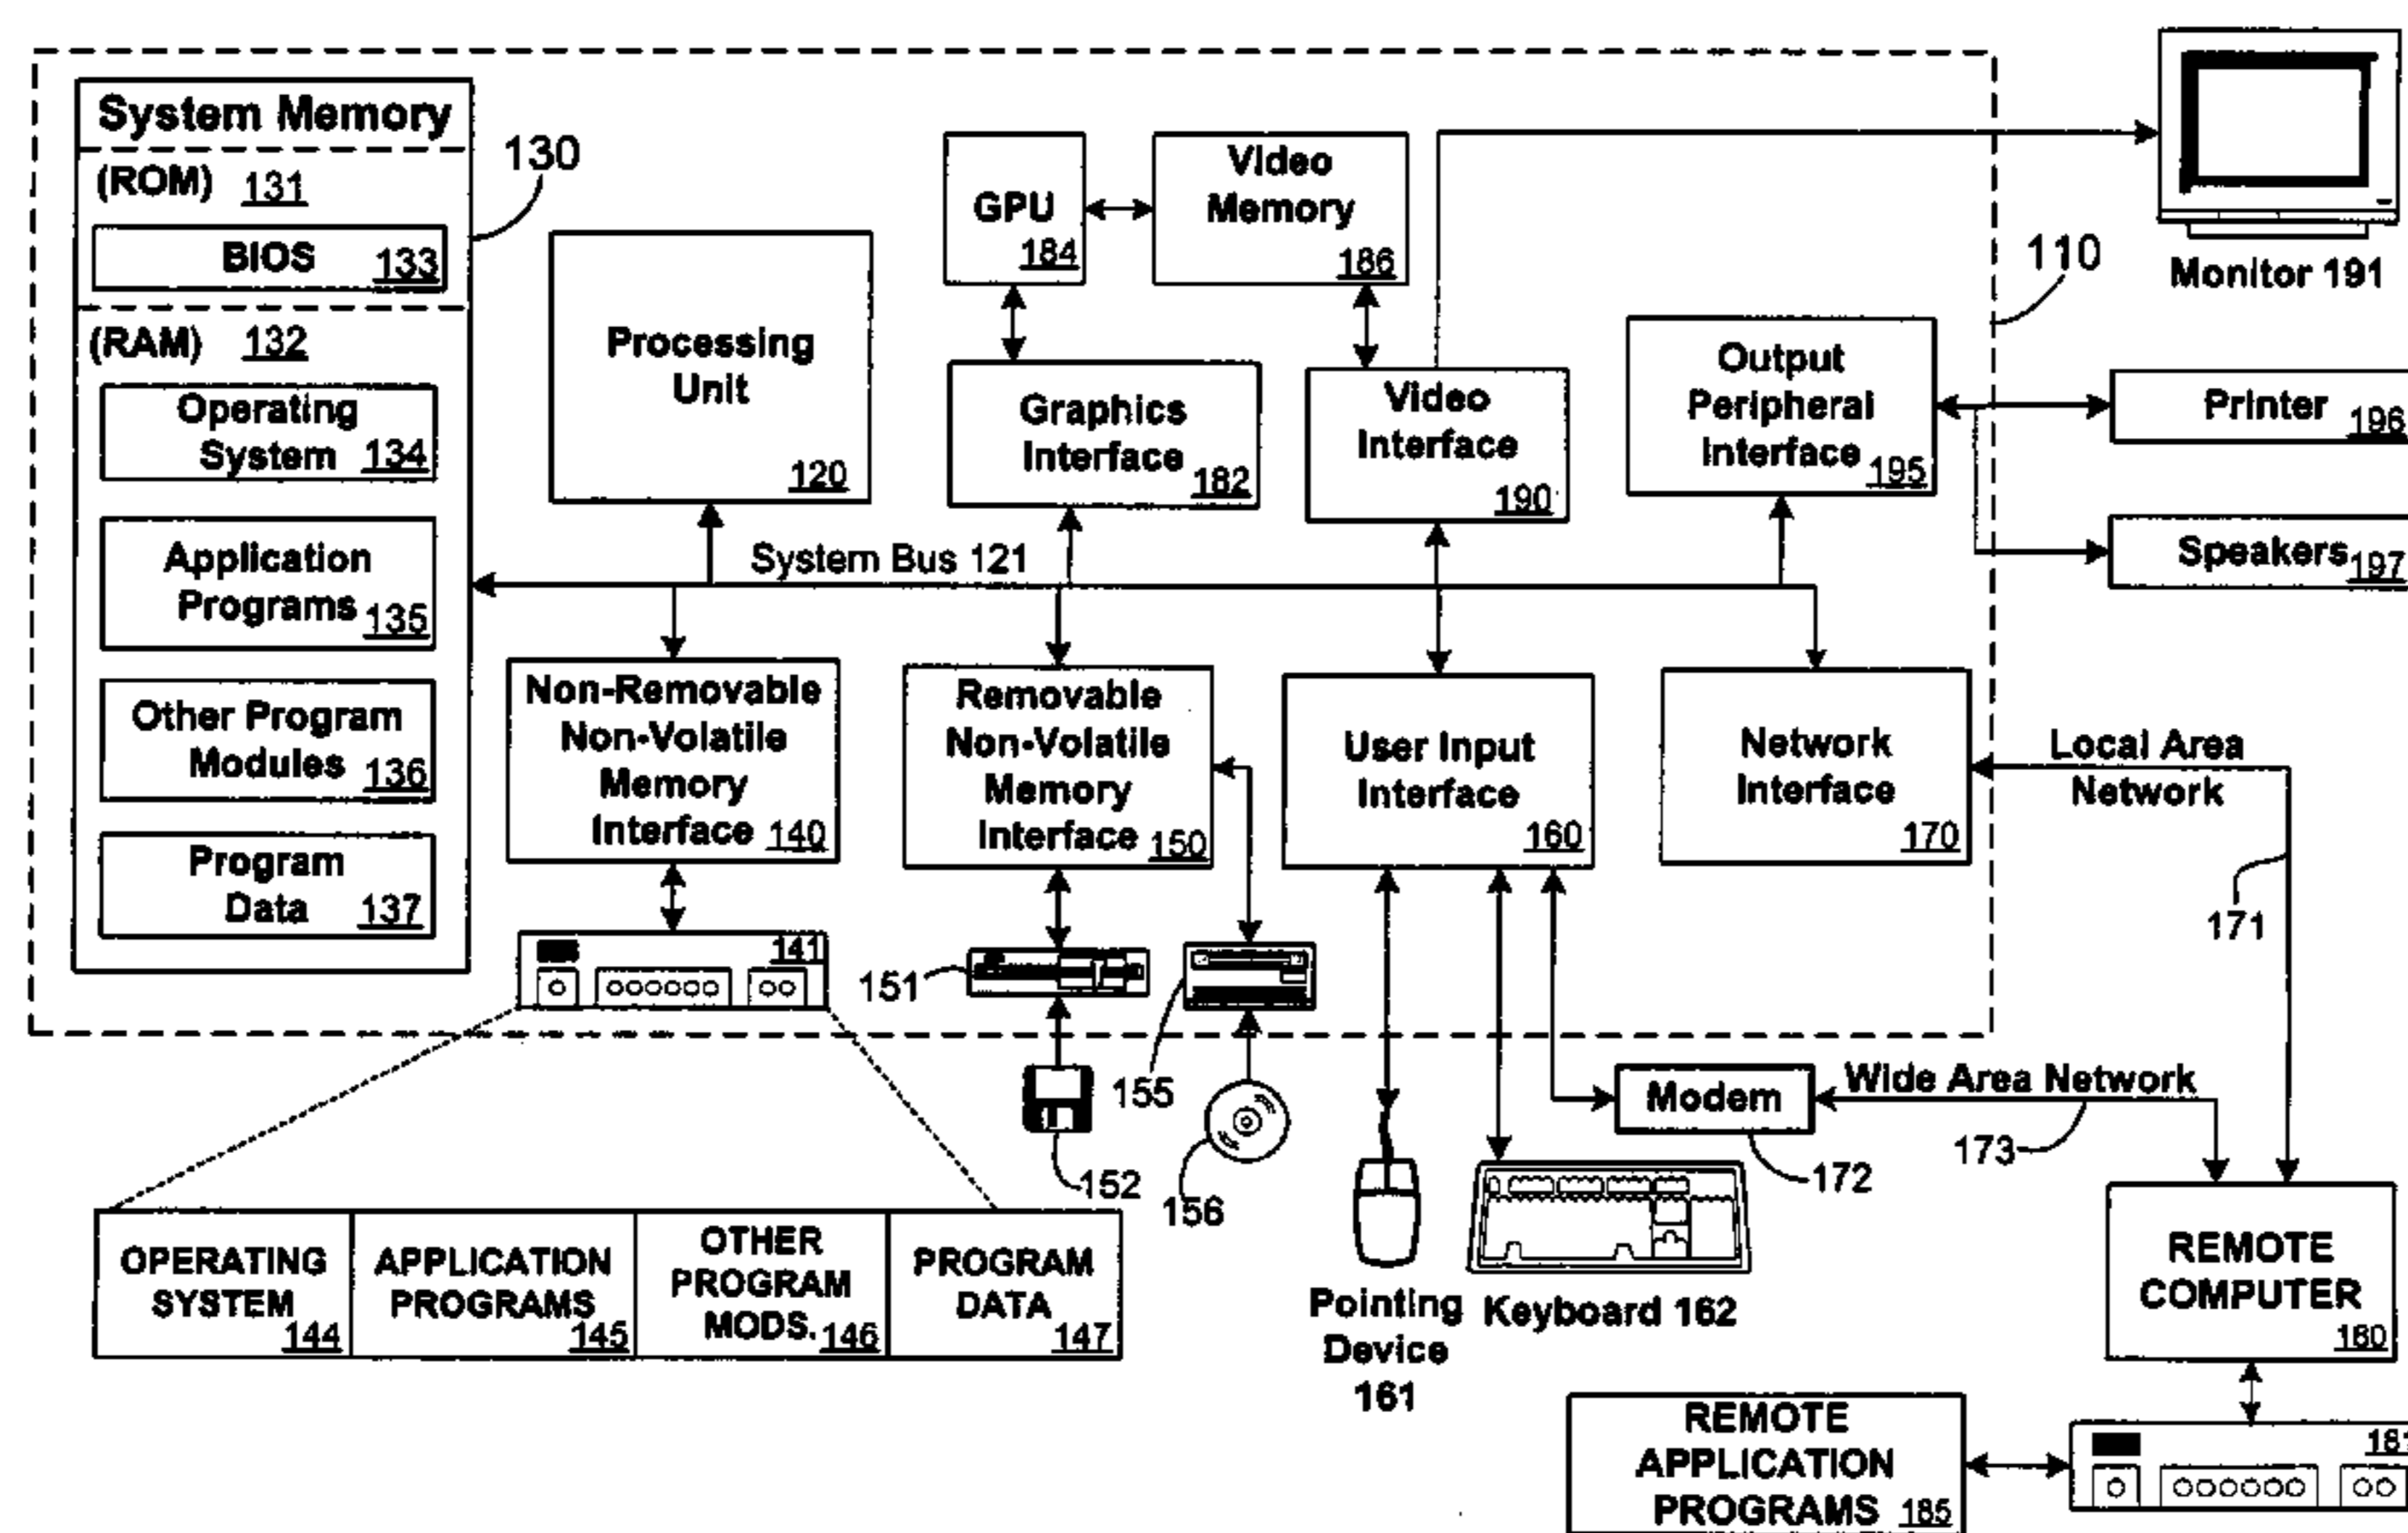 System Memory
(ROM) 131
BIOS 133
(RAM) 132
Operating
System 134
Application
Programs 135
Other Program
Modules 136
Program
Data 137
130
Processing
Unit
120
GPU
184
Video
Memory
186
Graphics
Interface
182
Video
Interface
190
Output
Peripheral
Interface 195
110
Monitor 191
Printer 196
Speakers 197
System Bus 121
Non-Removable
Non-Volatile
Memory
Interface 140
Removable
Non-Volatile
Memory
Interface 150
User Input
Interface
160
Network
Interface
170
Local Area
Network
171
141
151
155
152
156
Modem
172
Wide Area Network
173
OPERATING
SYSTEM 144
APPLICATION
PROGRAMS 145
OTHER
PROGRAM
MODS. 146
PROGRAM
DATA 147
Pointing
Device
161
Keyboard 162
REMOTE
COMPUTER
180
181
REMOTE
APPLICATION
PROGRAMS 185